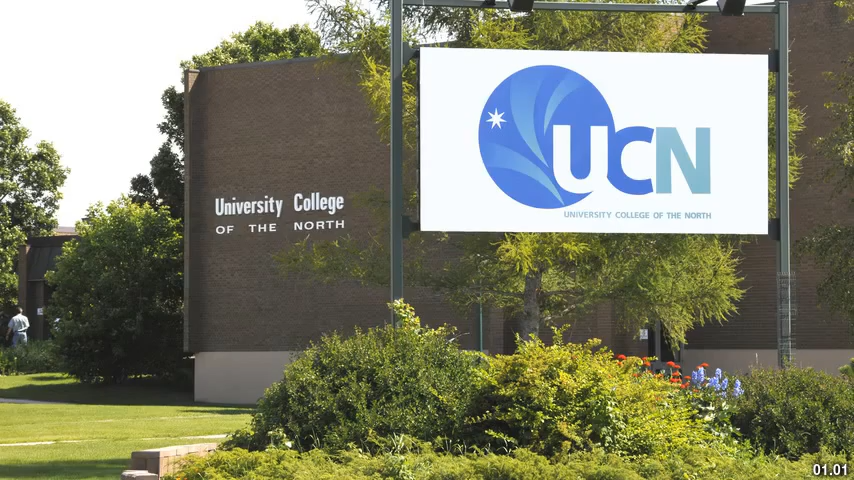 University College
OF THE NORTH
UCN
UNIVERSITY COLLEGE OF THE NORTH
01.01